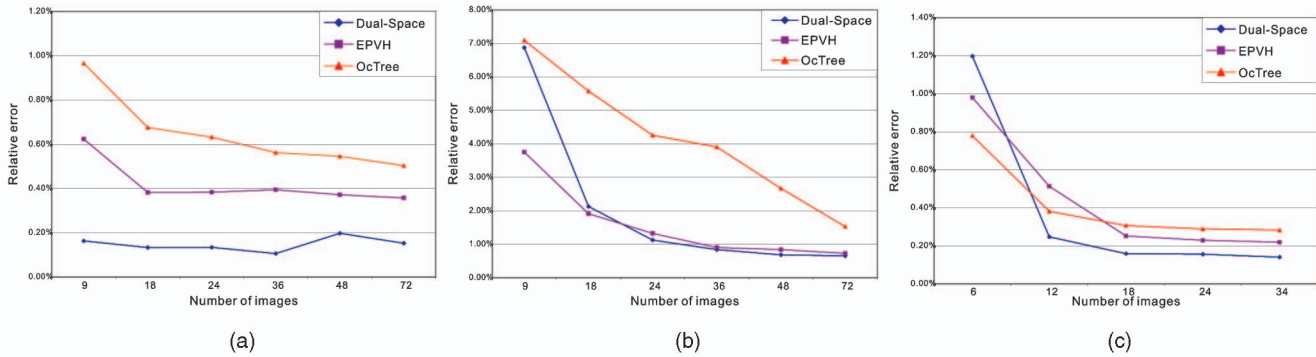 1.20%
1.00%
0.80%
0.60%
0.40%
0.20%
0.00%
Relative error
9 18 24 36 48 72
Number of images
Dual-Space
EPVH
OcTree
(a)
8.00%
7.00%
6.00%
5.00%
4.00%
3.00%
2.00%
1.00%
0.00%
Relative error
9 18 24 36 48 72
Number of images
Dual-Space
EPVH
OcTree
(b)
1.40%
1.20%
1.00%
0.80%
0.60%
0.40%
0.20%
0.00%
Relative error
6 12 18 24 34
Number of images
Dual-Space
EPVH
OcTree
(c)